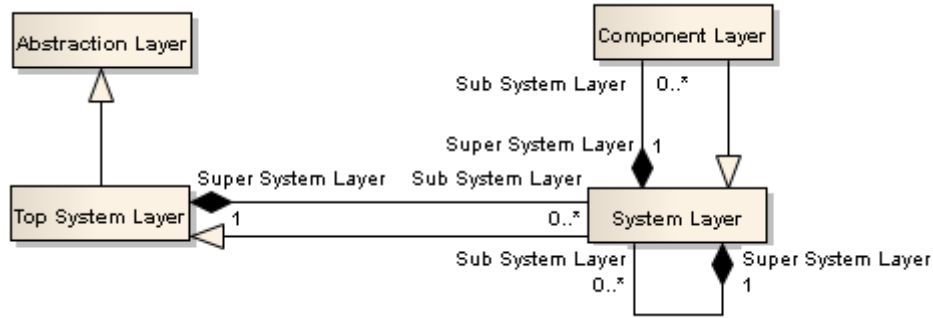 Abstraction Layer
Component Layer
Sub System Layer 0..*
Super System Layer 1
Super System Layer Sub System Layer
Top System Layer 1 0..* System Layer
Sub System Layer Super System Layer
0..* 1